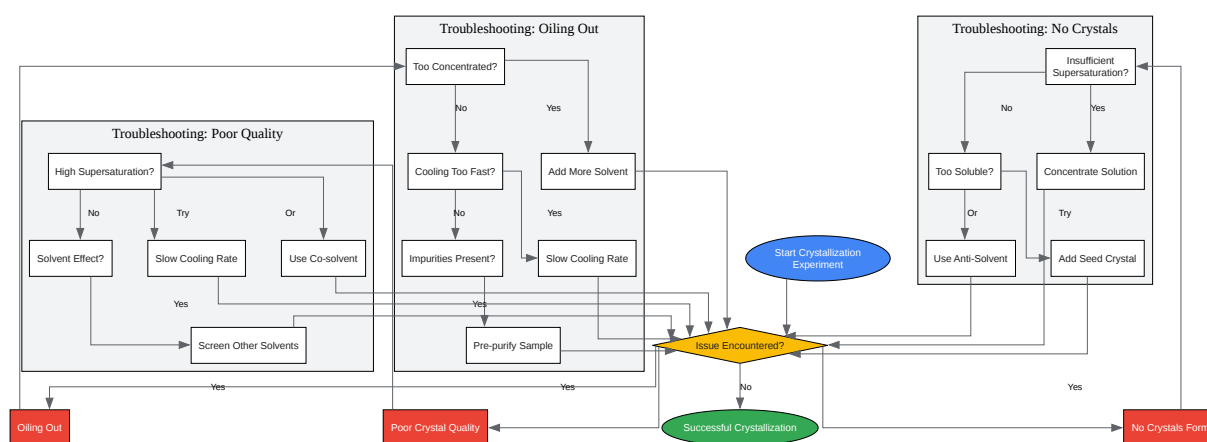 Troubleshooting: Oiling Out
Troubleshooting: No Crystals
Too Concentrated?
Insufficient
Supersaturation?
No
Yes
No
Yes
Troubleshooting: Poor Quality
High Supersaturation?
Cooling Too Fast?
Add More Solvent
Too Soluble?
Concentrate Solution
No
Try
Or
No
Yes
Or
Try
Solvent Effect?
Slow Cooling Rate
Use Co-solvent
Impurities Present?
Slow Cooling Rate
Start Crystallization
Experiment
Use Anti-Solvent
Add Seed Crystal
Yes
Yes
Screen Other Solvents
Pre-purify Sample
Issue Encountered?
Yes
Yes
No
Yes
Oiling Out
Poor Crystal Quality
Successful Crystallization
No Crystals Form